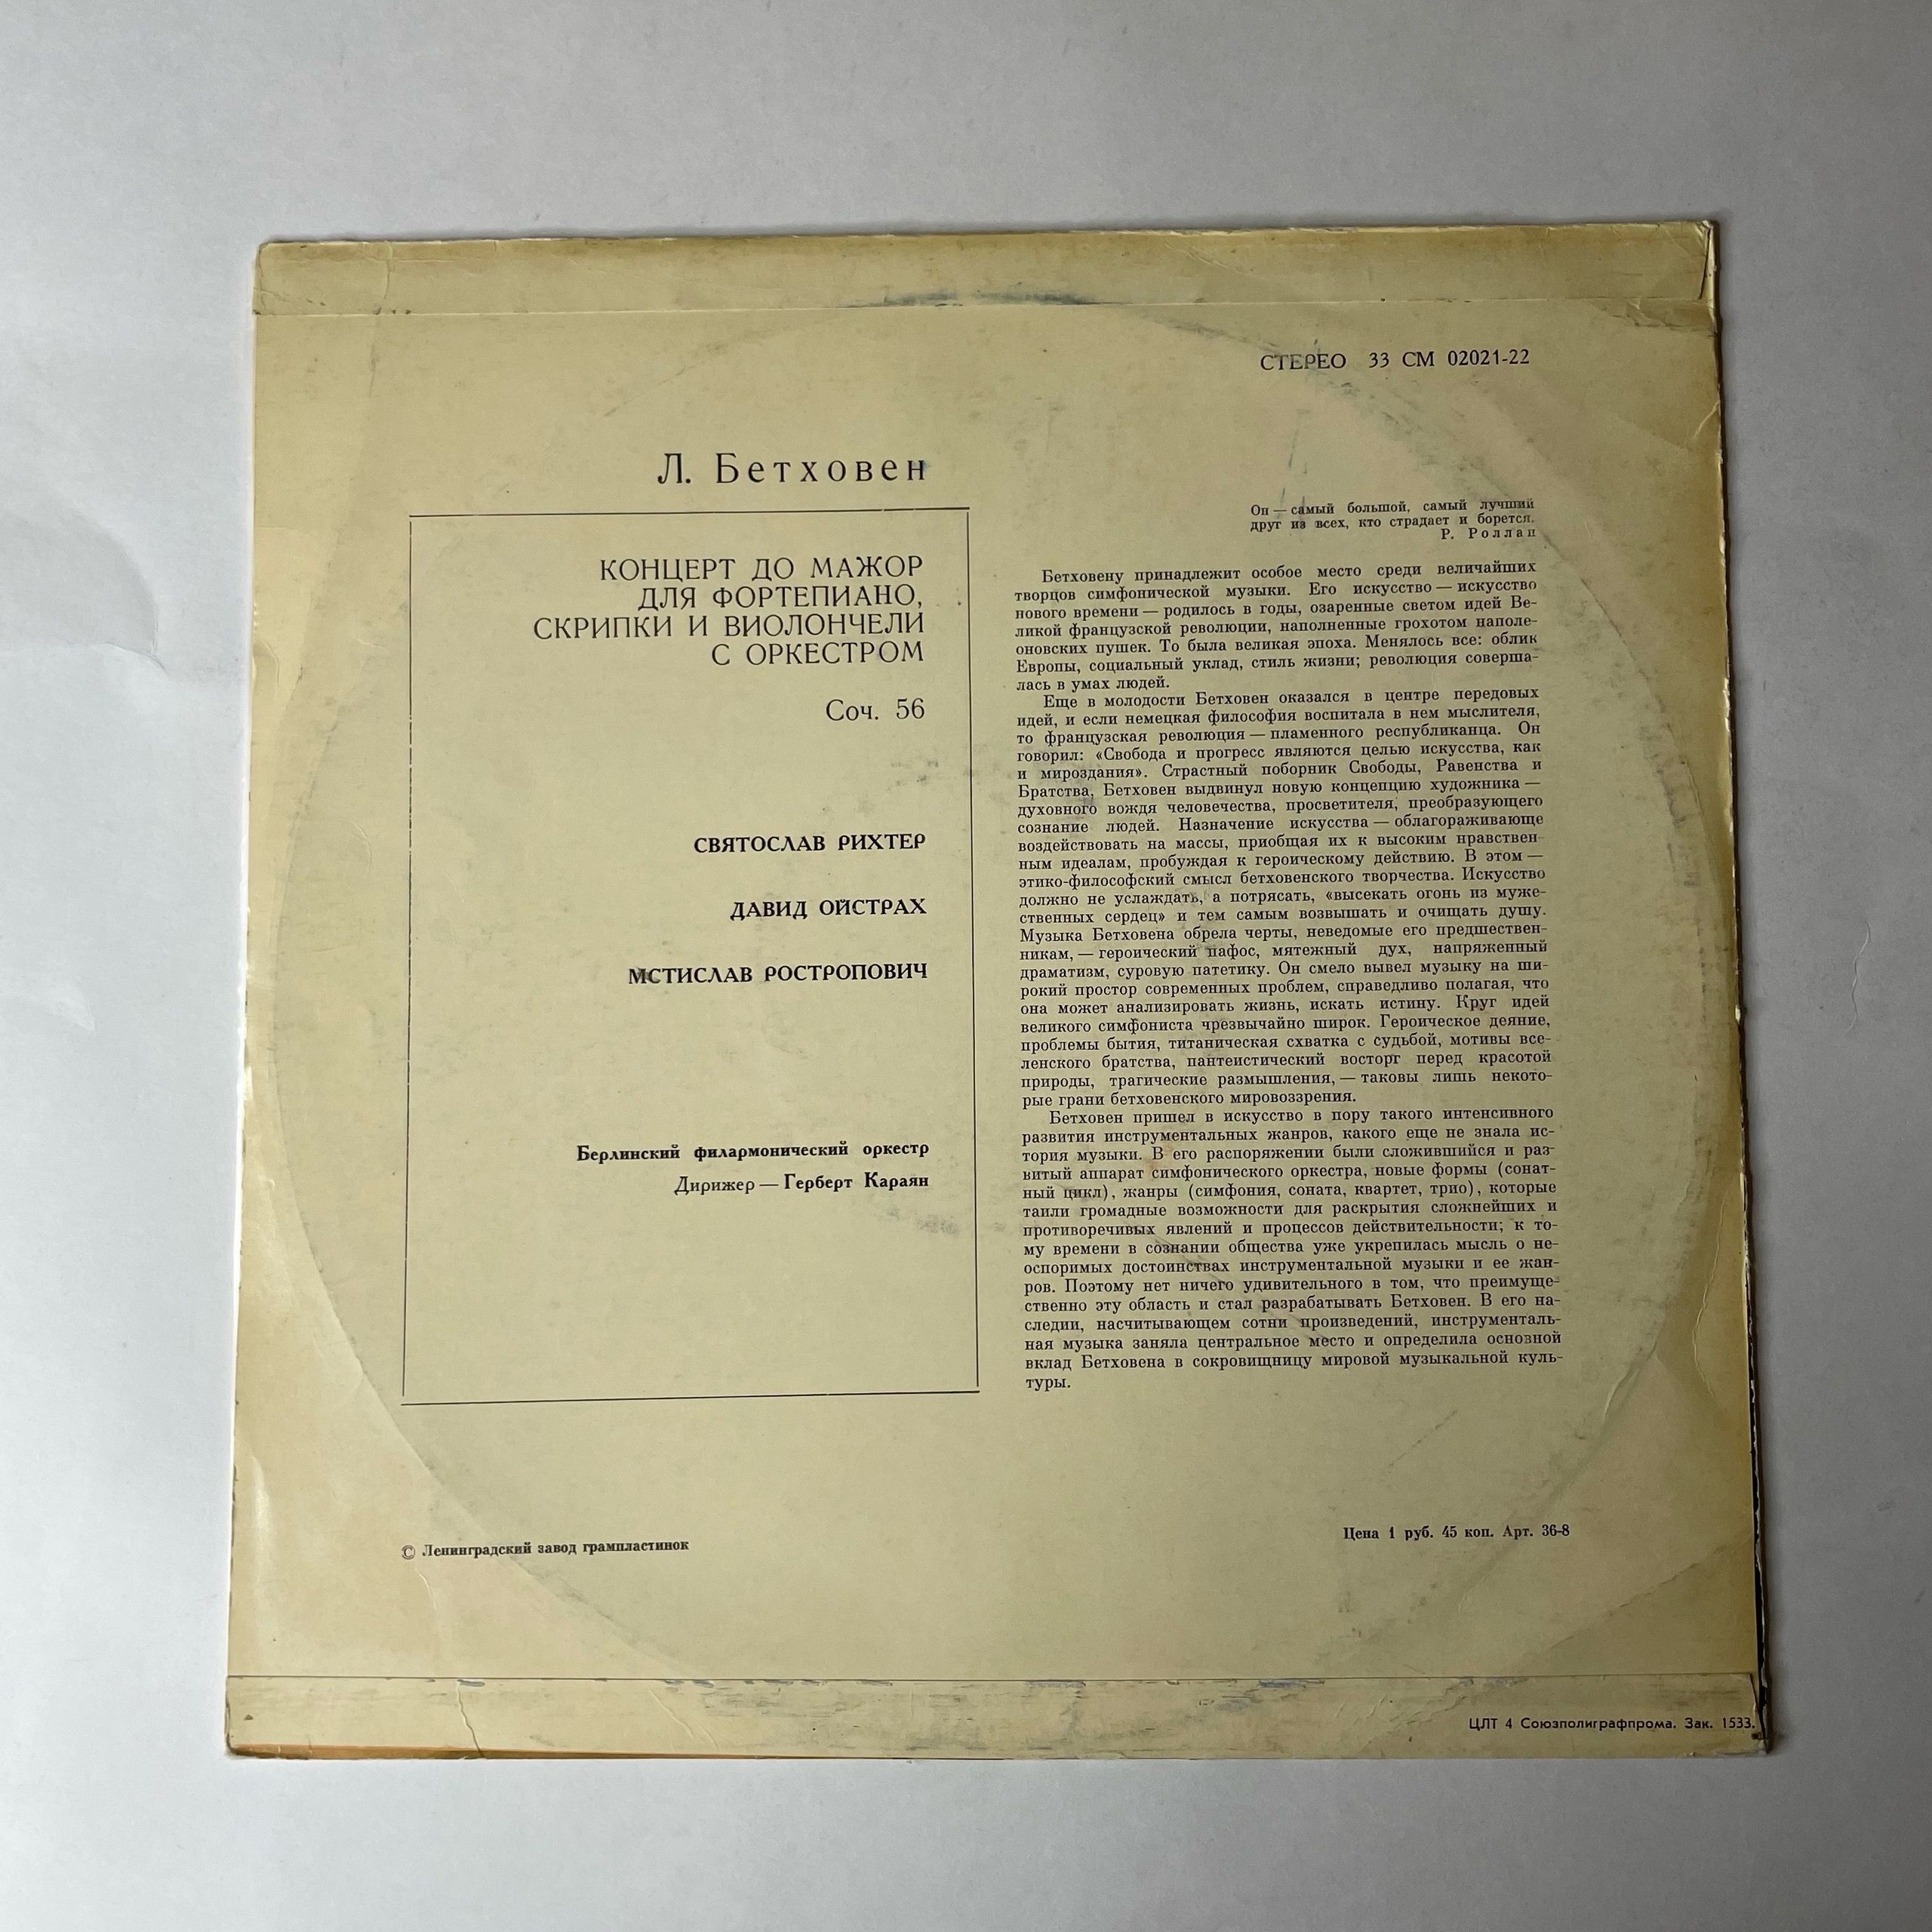 СТЕРЕО 33 СМ 02021-22
Л. Бетховен
КОНЦЕРТ ДО МАЖОР
ДЛЯ ФОРТЕПИАНО,
СКРИПКИ И ВИОЛОНЧЕЛИ
С ОРКЕСТРОМ
Соч. 56
СВЯТОСЛАВ РИХТЕР
ДАВИД ОЙСТРАХ
МСТИСЛАВ РОСТРОПОВИЧ
Берлинский филармонический оркестр
Дирижер — Герберт Караян
Он — самый большой, самый лучший
друг из всех, кто страдает и борется.
Р. Роллан
Бетховену принадлежит особое место среди величайших
творцов симфонической музыки. Его искусство — искусство
нового времени — родилось в годы, озаренные светом идей Ве-
ликой французской революции, наполненные грохотом наполе-
оновских пушек. То была великая эпоха. Менялось все: облик
Европы, социальный уклад, стиль жизни; революция соверша-
лась в умах людей.
Еще в молодости Бетховен оказался в центре передовых
идей, и если немецкая философия воспитала в нем мыслителя,
то французская революция — пламенного республиканца. Он
говорил: «Свобода и прогресс являются целью искусства, как
и мироздания». Страстный поборник Свободы, Равенства и
Братства, Бетховен выдвинул новую концепцию художника —
духовного вождя человечества, просветителя, преобразующего
сознание людей. Назначение искусства — облагораживающе
воздействовать на массы, приобщая их к высоким нравствен-
ным идеалам, пробуждая к героическому действию. В этом —
этико-философский смысл бетховенского творчества. Искусство
должно не услаждать, а потрясать, «высекать огонь из муже-
ственных сердец» и тем самым возвышать и очищать душу.
Музыка Бетховена обрела черты, неведомые его предшествен-
никам, — героический пафос, мятежный дух, напряженный
драматизм, суровую патетику. Он смело вывел музыку на ши-
рокий простор современных проблем, справедливо полагая, что
она может анализировать жизнь, искать истину. Круг идей
великого симфониста чрезвычайно широк. Героическое деяние,
проблемы бытия, титаническая схватка с судьбой, мотивы все-
ленского братства, пантеистический восторг перед красотой
природы, трагические размышления, — таковы лишь некото-
рые грани бетховенского мировоззрения.
Бетховен пришел в искусство в пору такого интенсивного
развития инструментальных жанров, какого еще не знала ис-
тория музыки. В его распоряжении были сложившийся и раз-
витый аппарат симфонического оркестра, новые формы (сонат-
ный цикл), жанры (симфония, соната, квартет, трио), которые
таили громадные возможности для раскрытия сложнейших и
противоречивых явлений и процессов действительности; к то-
му времени в сознании общества уже укрепилась мысль о не-
оспоримых достоинствах инструментальной музыки и ее жан-
ров. Поэтому нет ничего удивительного в том, что преимуще-
ственно эту область и стал разрабатывать Бетховен. В его на-
следии, насчитывающем сотни произведений, инструменталь-
ная музыка заняла центральное место и определила основной
вклад Бетховена в сокровищницу мировой музыкальной куль-
туры.
© Ленинградский завод грампластинок
Цена 1 руб. 45 коп. Арт. 36-8
ЦЛТ 4 Союзполиграфпрома. Зак. 1533.